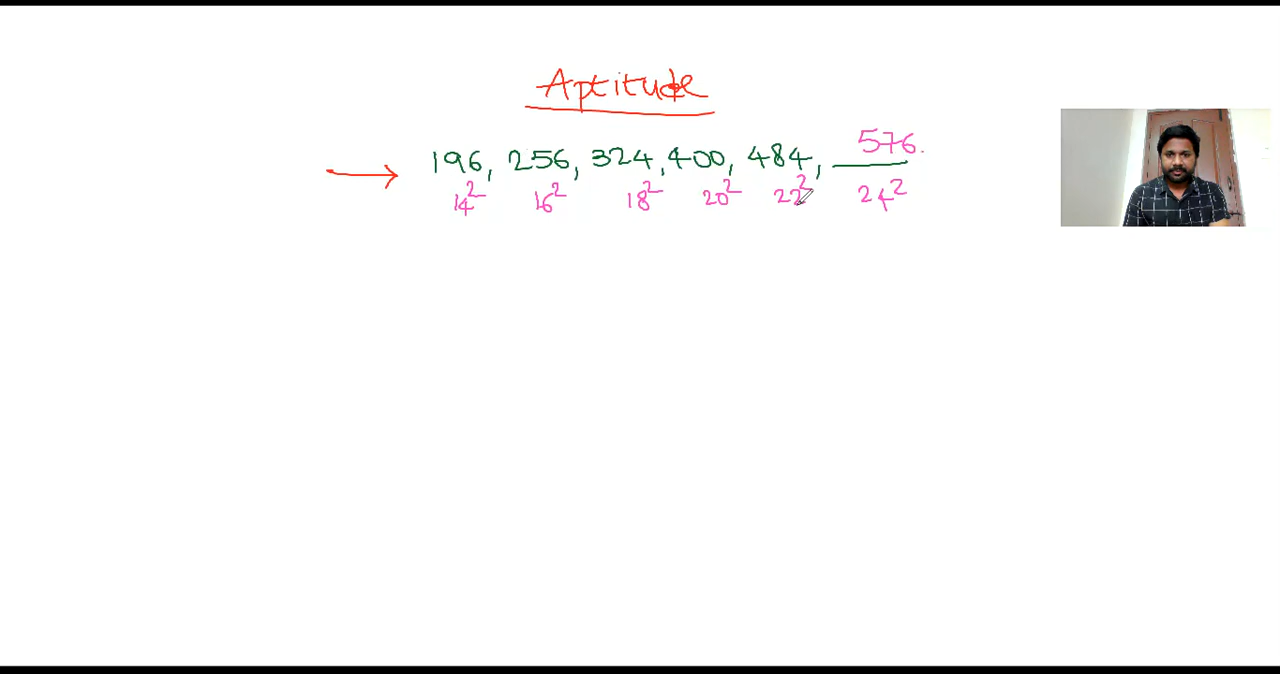 Aptitude
196, 256, 324, 400, 484, 576.
14² 16² 18² 20² 22² 24²